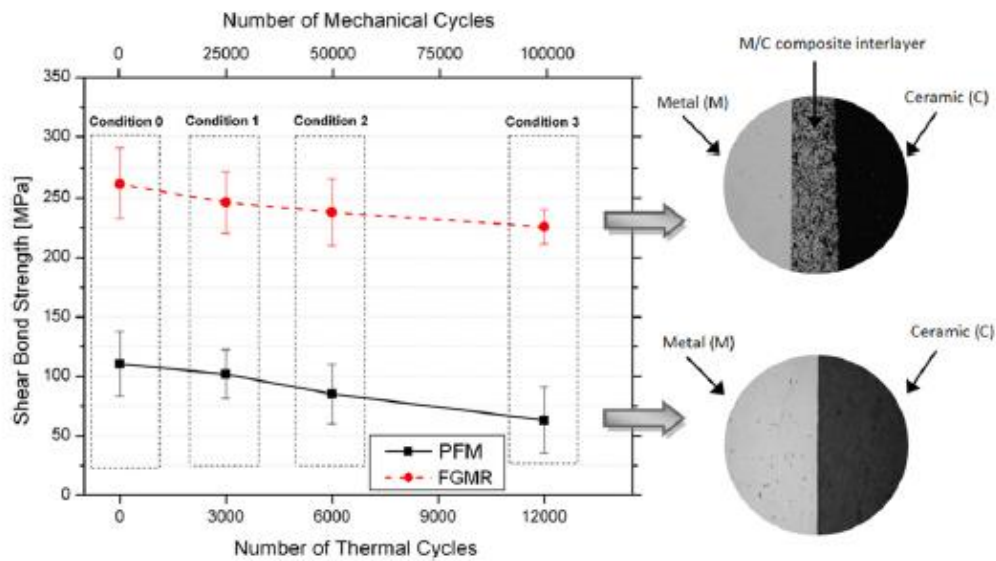 Number of Mechanical Cycles
0 25000 50000 75000 100000
350
300
250
200
150
100
50
0
Shear Bond Strength [MPa]
Condition 0 Condition 1 Condition 2 Condition 3
PFM
FGMR
0 3000 6000 9000 12000
Number of Thermal Cycles
M/C composite interlayer
Metal (M) Ceramic (C)
Metal (M) Ceramic (C)